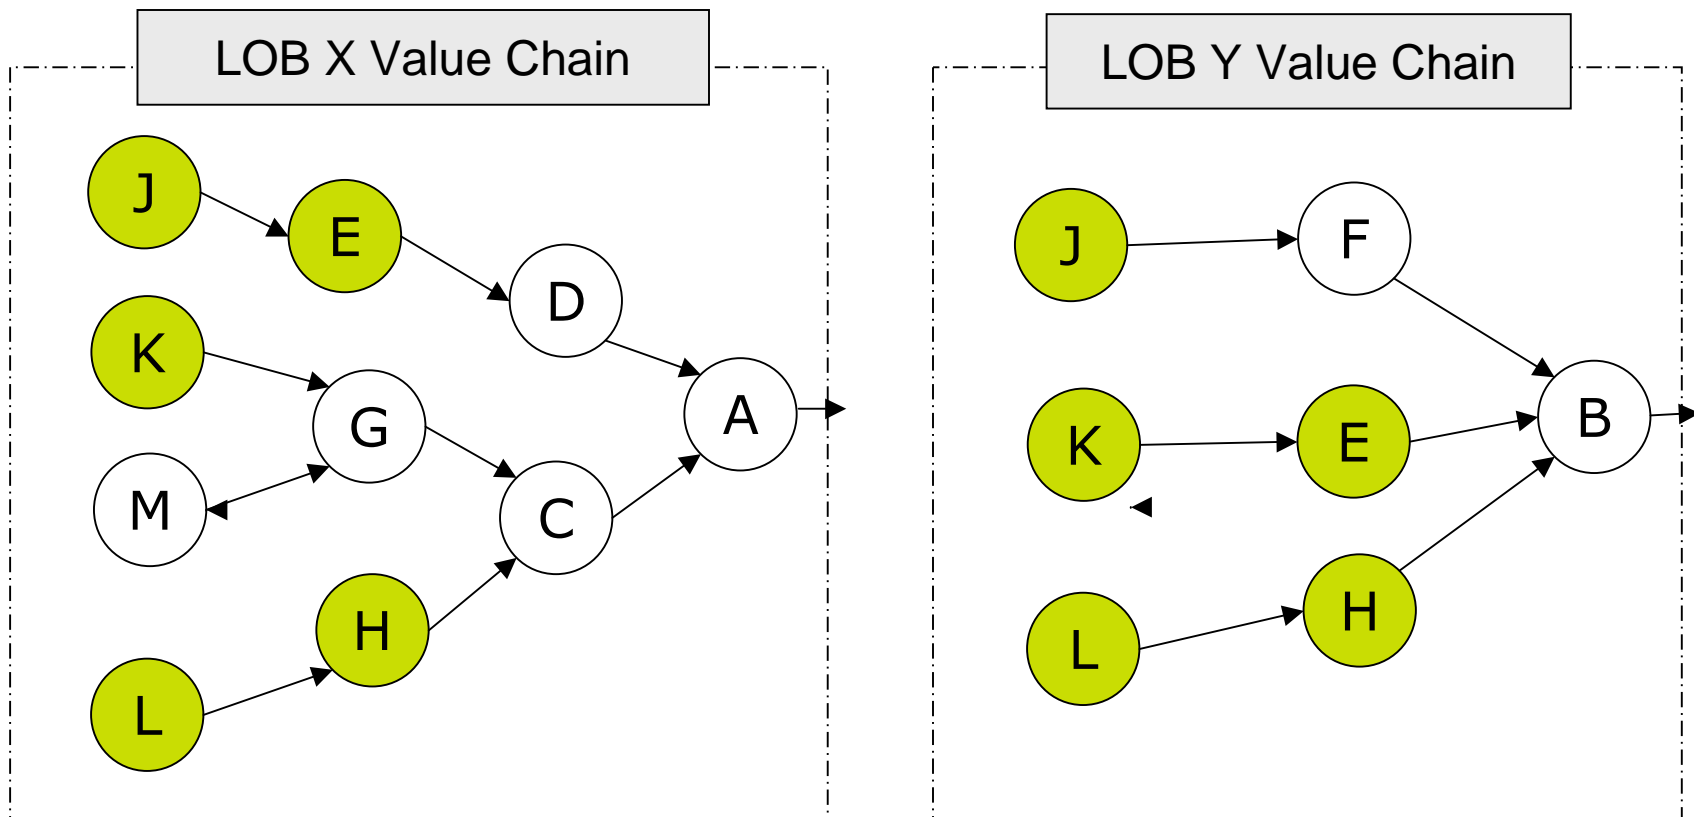 LOB X Value Chain
J
E
D
K
G
A
M
C
H
L
LOB Y Value Chain
J
F
K
E
B
L
H